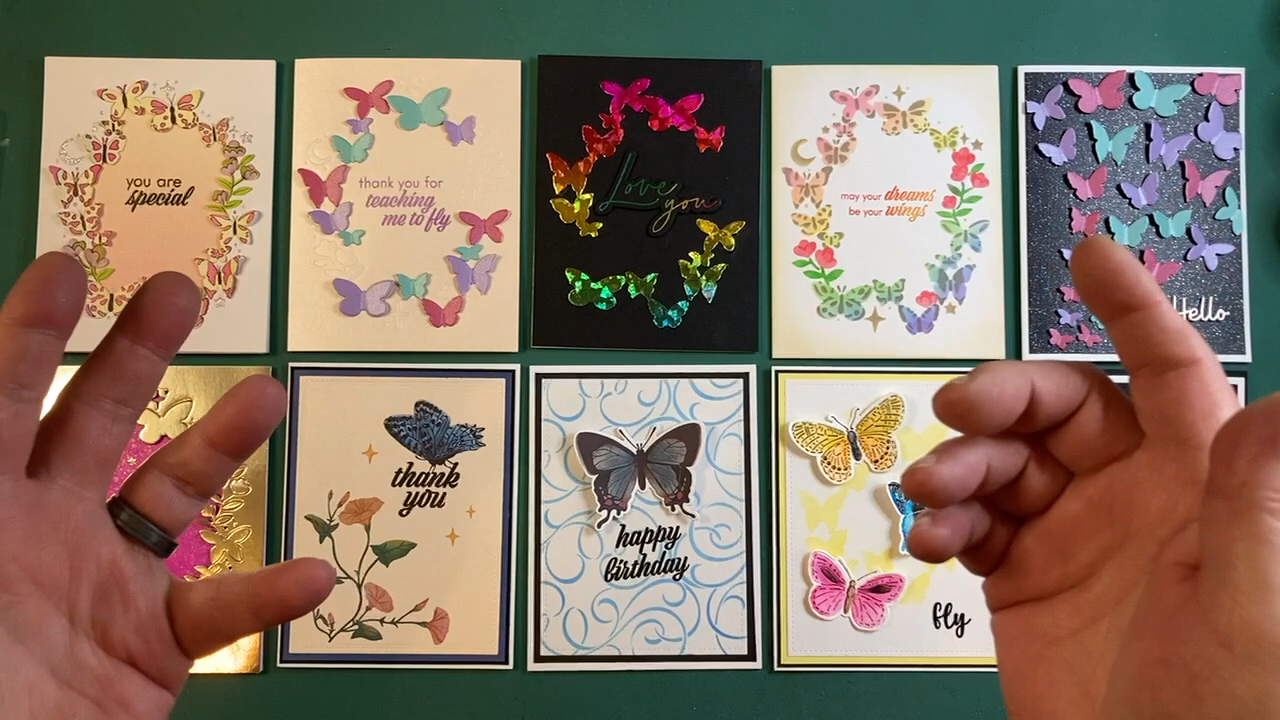 you are
special
thank you for
teaching
me to fly
Love
you
may your dreams
be your wings
Hello
thank
you
happy
birthday
fly